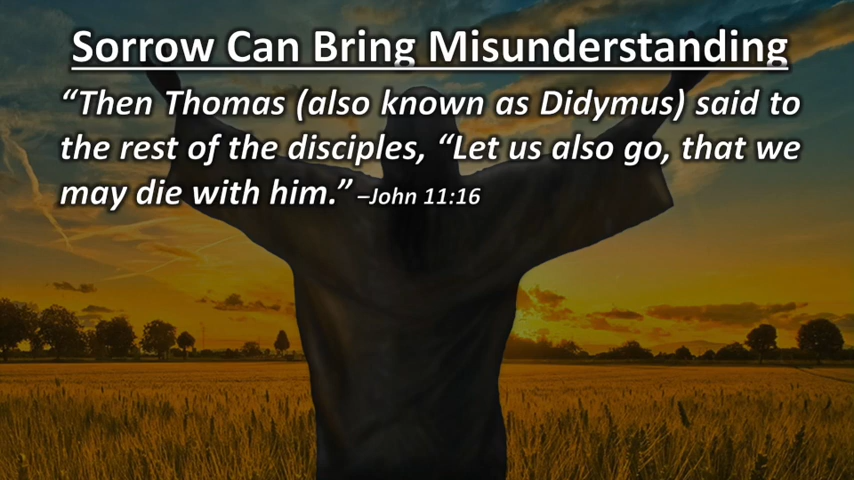 Sorrow Can Bring Misunderstanding
“Then Thomas (also known as Didymus) said to
the rest of the disciples, “Let us also go, that we
may die with him.” –John 11:16